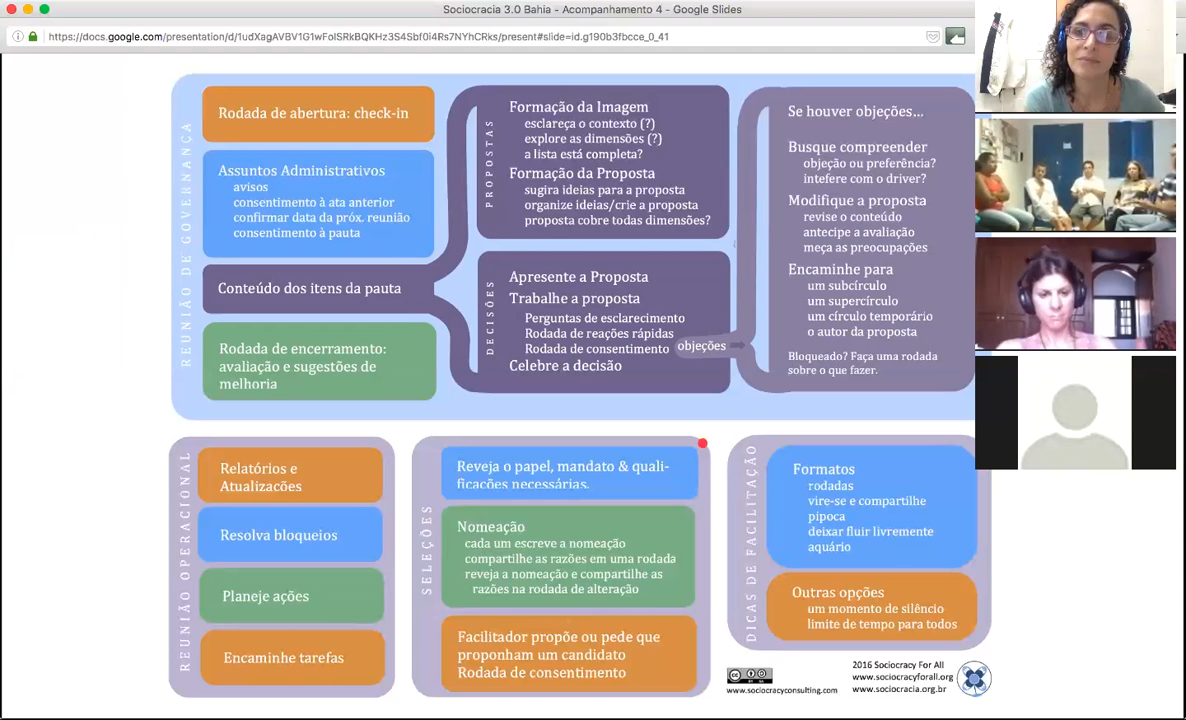 Sociocracia 3.0 Bahia - Acompanhamento 4 - Google Slides
https://docs.google.com/presentation/d/1udXagAVBV1G1wFolSRkBQKHz3S4Sbf0i4Rs7NYhCRks/present#slide=id.g190b3fbcce_0_41
REUNIÃO DE GOVERNANÇA
Rodada de abertura: check-in
Assuntos Administrativos
avisos
consentimento à ata anterior
confirmar data da próx. reunião
consentimento à pauta
Conteúdo dos itens da pauta
Rodada de encerramento:
avaliação e sugestões de
melhoria
PROPOSTAS
Formação da Imagem
esclareça o contexto (?)
explore as dimensões (?)
a lista está completa?
Formação da Proposta
sugira ideias para a proposta
organize ideias/crie a proposta
proposta cobre todas dimensões?
DECISÕES
Apresente a Proposta
Trabalhe a proposta
Perguntas de esclarecimento
Rodada de reações rápidas
Rodada de consentimento
objeções
Celebre a decisão
Se houver objeções...
Busque compreender
objeção ou preferência?
intefere com o driver?
Modifique a proposta
revise o conteúdo
antecipe a avaliação
meça as preocupações
Encaminhe para
um subcírculo
um supercírculo
um círculo temporário
o autor da proposta
Bloqueado? Faça uma rodada
sobre o que fazer.
REUNIÃO OPERACIONAL
Relatórios e
Atualizações
Resolva bloqueios
Planeje ações
Encaminhe tarefas
SELEÇÕES
Reveja o papel, mandato & quali-
ficações necessárias.
Nomeação
cada um escreve a nomeação
compartilhe as razões em uma rodada
reveja a nomeação e compartilhe as
razões na rodada de alteração
Facilitador propõe ou pede que
proponham um candidato
Rodada de consentimento
DICAS DE FACILITAÇÃO
Formatos
rodadas
vire-se e compartilhe
pipoca
deixar fluir livremente
aquário
Outras opções
um momento de silêncio
limite de tempo para todos
www.sociocracyconsulting.com
2016 Sociocracy For All
www.sociocracyforall.org
www.sociocracia.org.br